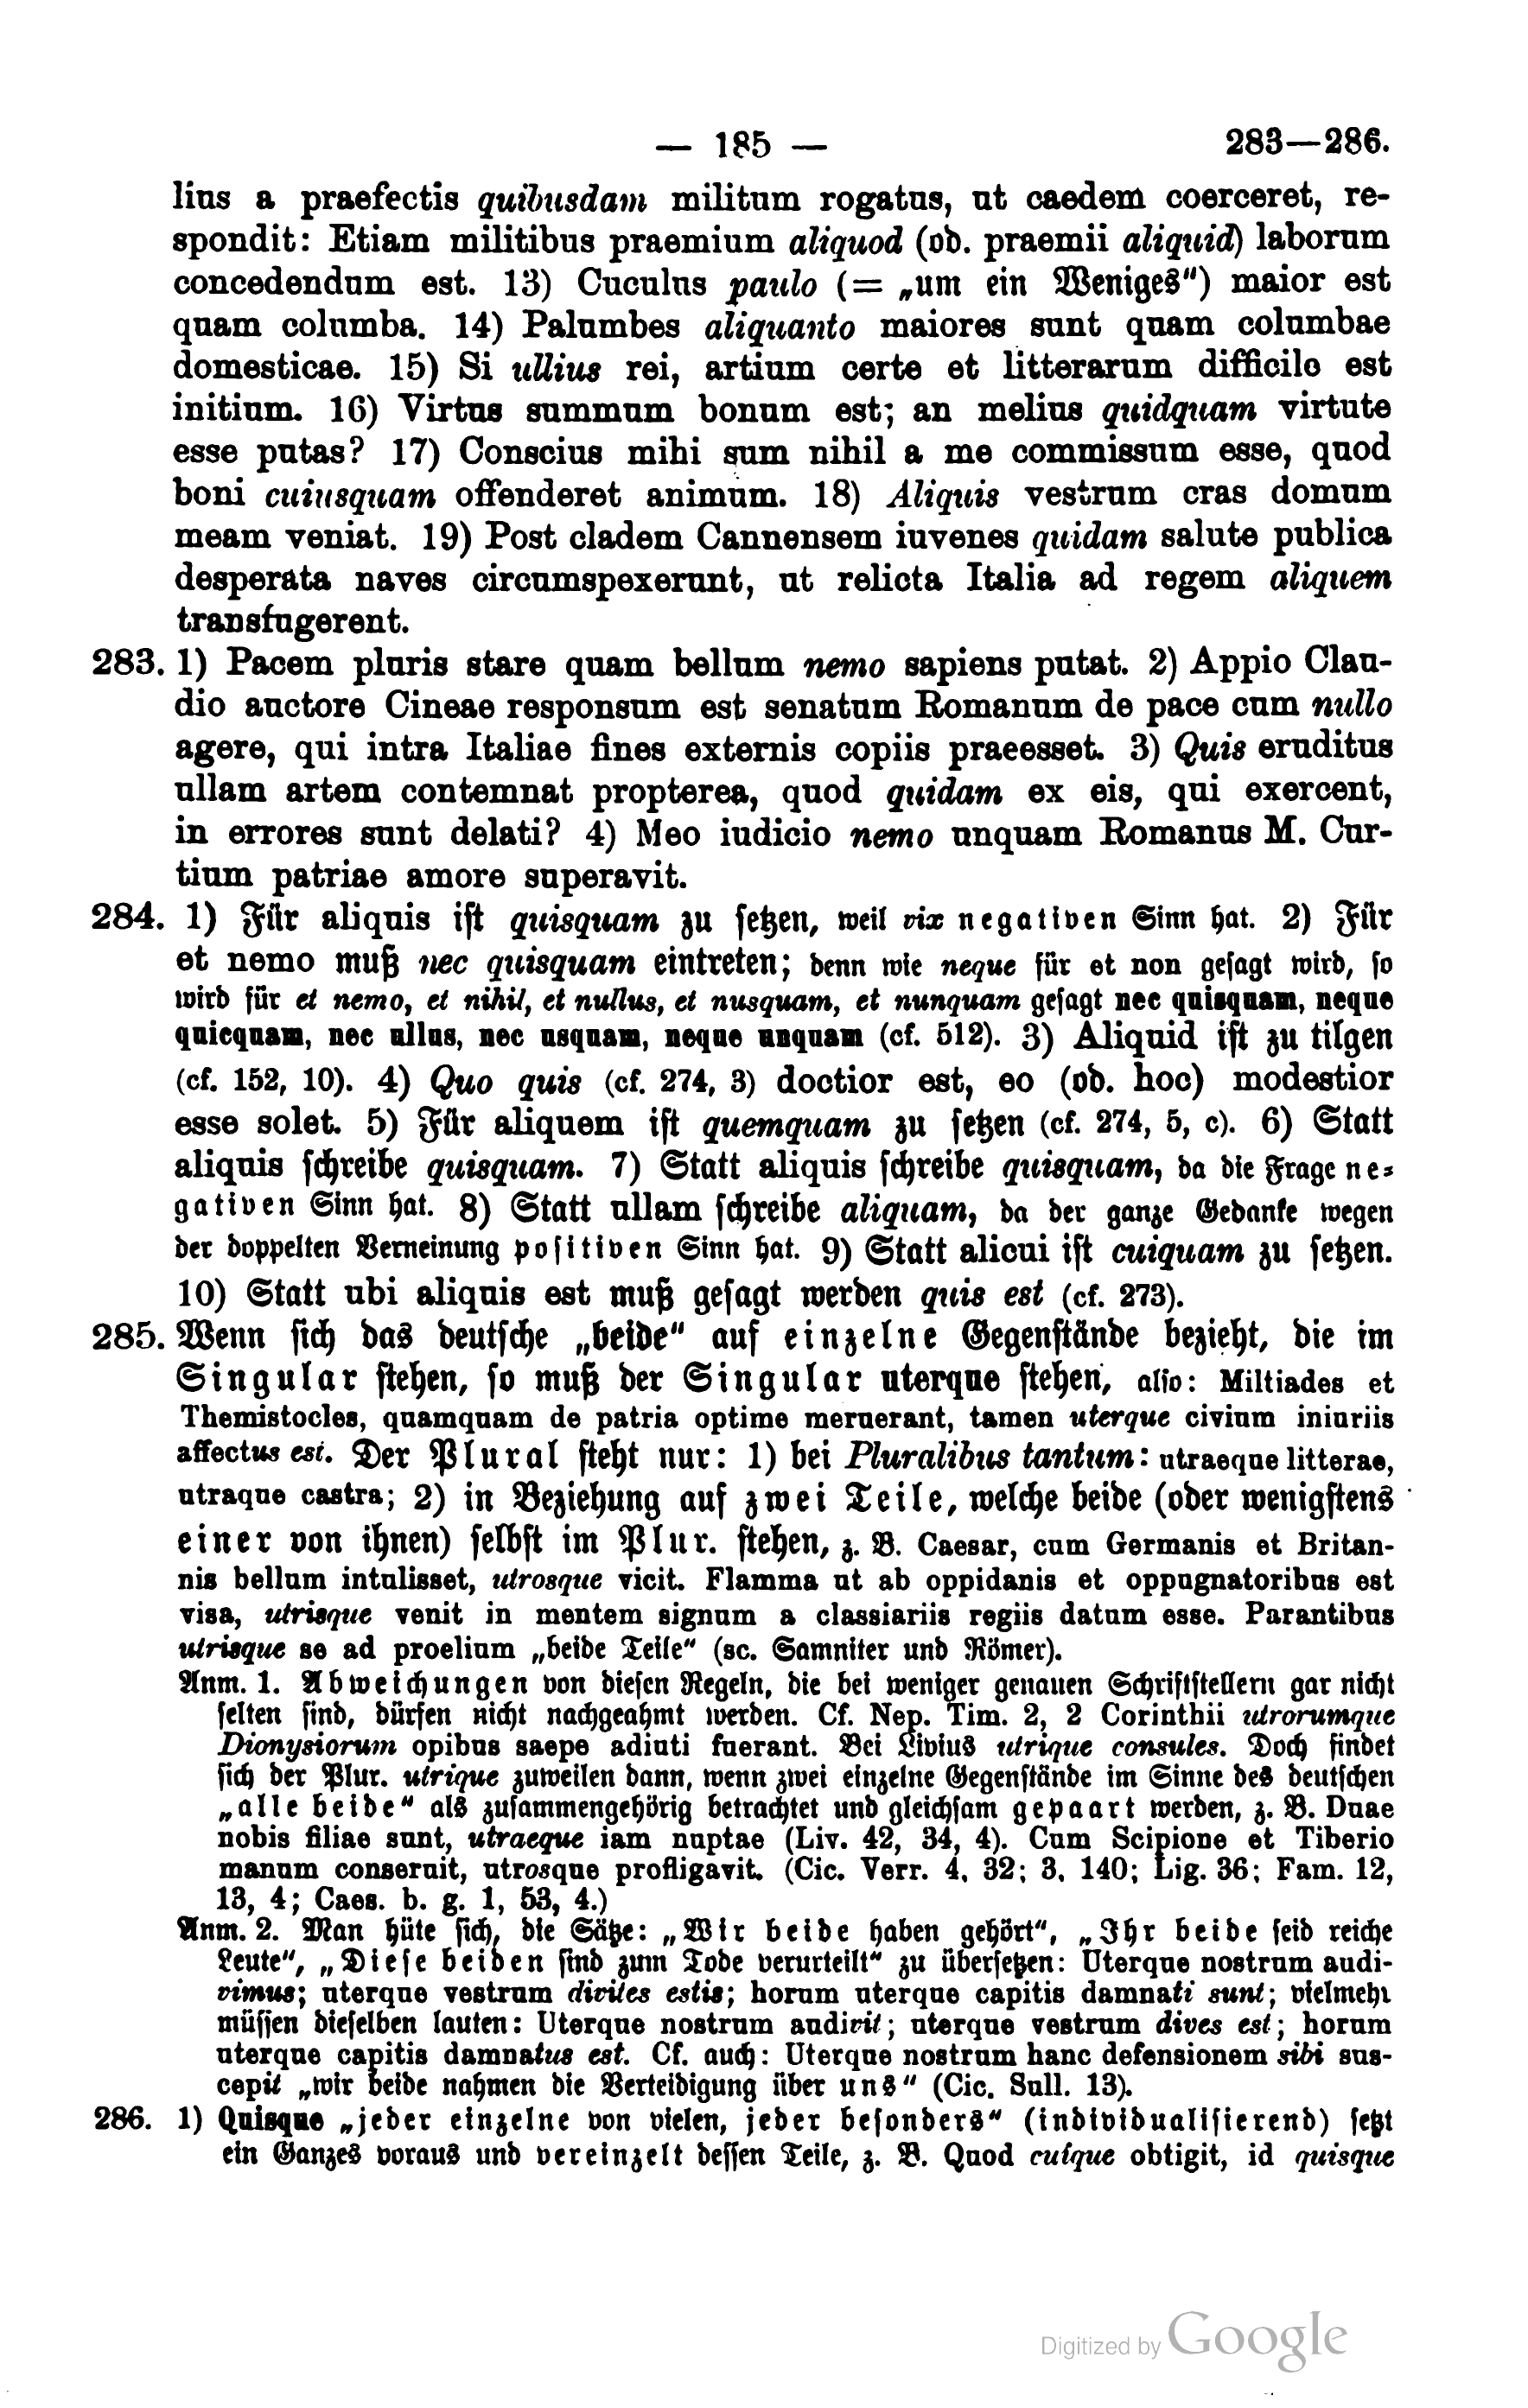 — 185 — 283—286.
lius a praefectis quibusdam militum rogatus, ut caedem coerceret, re-
spondit: Etiam militibus praemium aliquod (ob. praemii aliquid) laborum
concedendum est. 13) Cuculus paulo (= „um ein Weniges“) maior est
quam columba. 14) Palumbes aliquanto maiores sunt quam columbae
domesticae. 15) Si ullius rei, artium certe et litterarum difficile est
initium. 16) Virtus summum bonum est; an melius quidquam virtute
esse putas? 17) Conscius mihi sum nihil a me commissum esse, quod
boni cuiusquam offenderet animum. 18) Aliquis vestrum cras domum
meam veniat. 19) Post cladem Cannensem iuvenes quidam salute publica
desperata naves circumspexerunt, ut relicta Italia ad regem aliquem
transfugerent.
283. 1) Pacem pluris stare quam bellum nemo sapiens putat. 2) Appio Clau-
dio auctore Cineae responsum est senatum Romanum de pace cum nullo
agere, qui intra Italiae fines externis copiis praeesset. 3) Quis eruditus
ullam artem contemnat propterea, quod quidam ex eis, qui exercent,
in errores sunt delati? 4) Meo iudicio nemo unquam Romanus M. Cur-
tium patriae amore superavit.
284. 1) Für aliquis ist quisquam zu setzen, weil vix negativen Sinn hat. 2) Für
et nemo muß nec quisquam eintreten; denn wie neque für et non gesagt wird, so
wird für et nemo, et nihil, et nullus, et nusquam, et nunquam gesagt nec quisquam, neque
quicquam, nec ullus, nec usquam, neque unquam (cf. 512). 3) Aliquid ist zu tilgen
(cf. 152, 10). 4) Quo quis (cf. 274, 3) doctior est, eo (ob. hoc) modestior
esse solet. 5) Für aliquem ist quemquam zu setzen (cf. 274, 5, c). 6) Statt
aliquis schreibe quisquam. 7) Statt aliquis schreibe quisquam, da die Frage ne-
gativen Sinn hat. 8) Statt ullam schreibe aliquam, da der ganze Gedanke wegen
der doppelten Verneinung positiven Sinn hat. 9) Statt alicui ist cuiquam zu setzen.
10) Statt ubi aliquis est muß gesagt werden quis est (cf. 273).
285. Wenn sich das deutsche „beide“ auf einzelne Gegenstände bezieht, die im
Singular stehen, so muß der Singular uterque stehen, also: Miltiades et
Themistocles, quamquam de patria optime meruerant, tamen uterque civium iniuriis
affectus est. Der Plural steht nur: 1) bei Pluralibus tantum: utraeque litterae,
utraque castra; 2) in Beziehung auf zwei Teile, welche beide (oder wenigstens
einer von ihnen) selbst im Plur. stehen, z. B. Caesar, cum Germanis et Britan-
nis bellum intulisset, utrosque vicit. Flamma ut ab oppidanis et oppugnatoribus est
visa, utrisque venit in mentem signum a classiariis regiis datum esse. Parantibus
utrisque se ad proelium „beide Teile“ (sc. Samniter und Römer).
Anm. 1. Abweichungen von diesen Regeln, die bei weniger genauen Schriftstellern gar nicht
selten sind, dürfen nicht nachgeahmt werden. Cf. Nep. Tim. 2, 2 Corinthii utrorumque
Dionysiorum opibus saepe adiuti fuerant. Bei Livius utrique consules. Doch findet
sich der Plur. utrique zuweilen dann, wenn zwei einzelne Gegenstände im Sinne des deutschen
„alle beide“ als zusammengehörig betrachtet und gleichsam gepaart werden, z. B. Duae
nobis filiae sunt, utraeque iam nuptae (Liv. 42, 34, 4). Cum Scipione et Tiberio
manum conseruit, utrosque profligavit. (Cic. Verr. 4, 32; 3, 140; Lig. 36; Fam. 12,
13, 4; Caes. b. g. 1, 53, 4.)
Anm. 2. Man hüte sich, die Sätze: „Wir beide haben gehört“, „Ihr beide seid reiche
Leute“, „Diese beiden sind zum Tode verurteilt“ zu übersetzen: Uterque nostrum audi-
vimus; uterque vestrum divites estis; horum uterque capitis damnati sunt; vielmehr
müssen dieselben lauten: Uterque nostrum audivit; uterque vestrum dives est; horum
uterque capitis damnatus est. Cf. auch: Uterque nostrum hanc defensionem sibi sus-
cepit „wir beide nahmen die Verteidigung über uns“ (Cic. Sull. 13).
286. 1) Quisque „jeder einzelne von vielen, jeder besonders“ (individualisierend) setzt
ein Ganzes voraus und vereinzelt dessen Teile, z. B. Quod cuique obtigit, id quisque
Digitized by Google